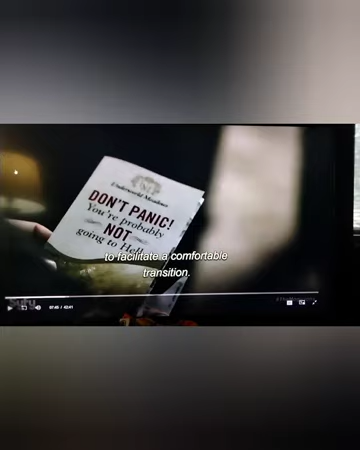 Underworld Meadows
DON'T PANIC!
You're probably
NOT
going to Hell
to facilitate a comfortable
transition.